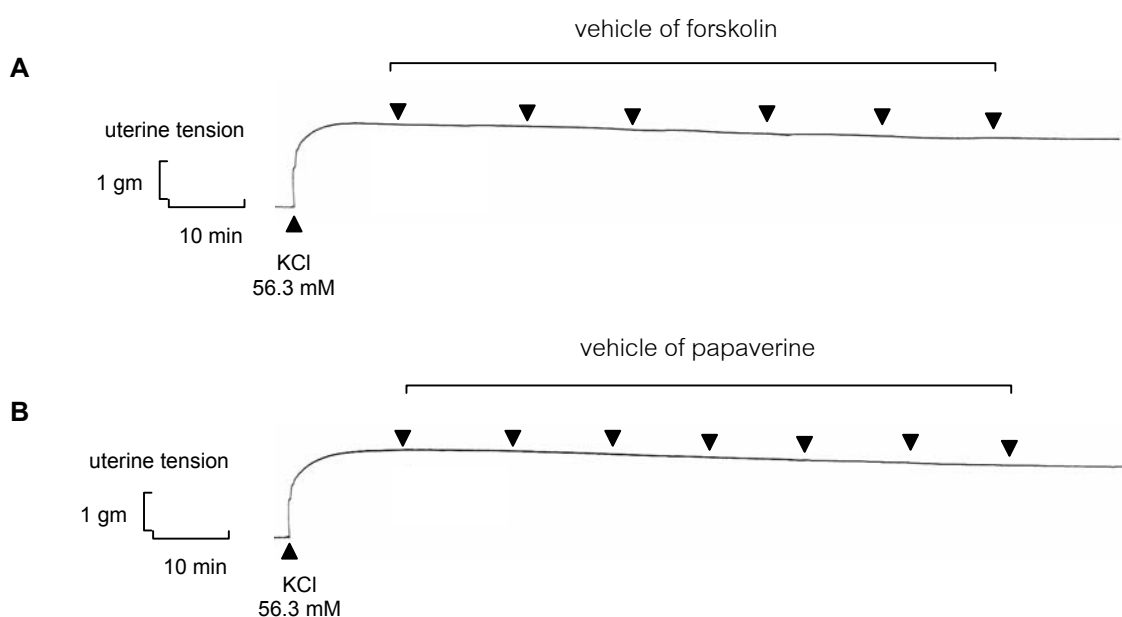 vehicle of forskolin
A
uterine tension
1 gm
10 min
KCl
56.3 mM
vehicle of papaverine
B
uterine tension
1 gm
10 min
KCl
56.3 mM